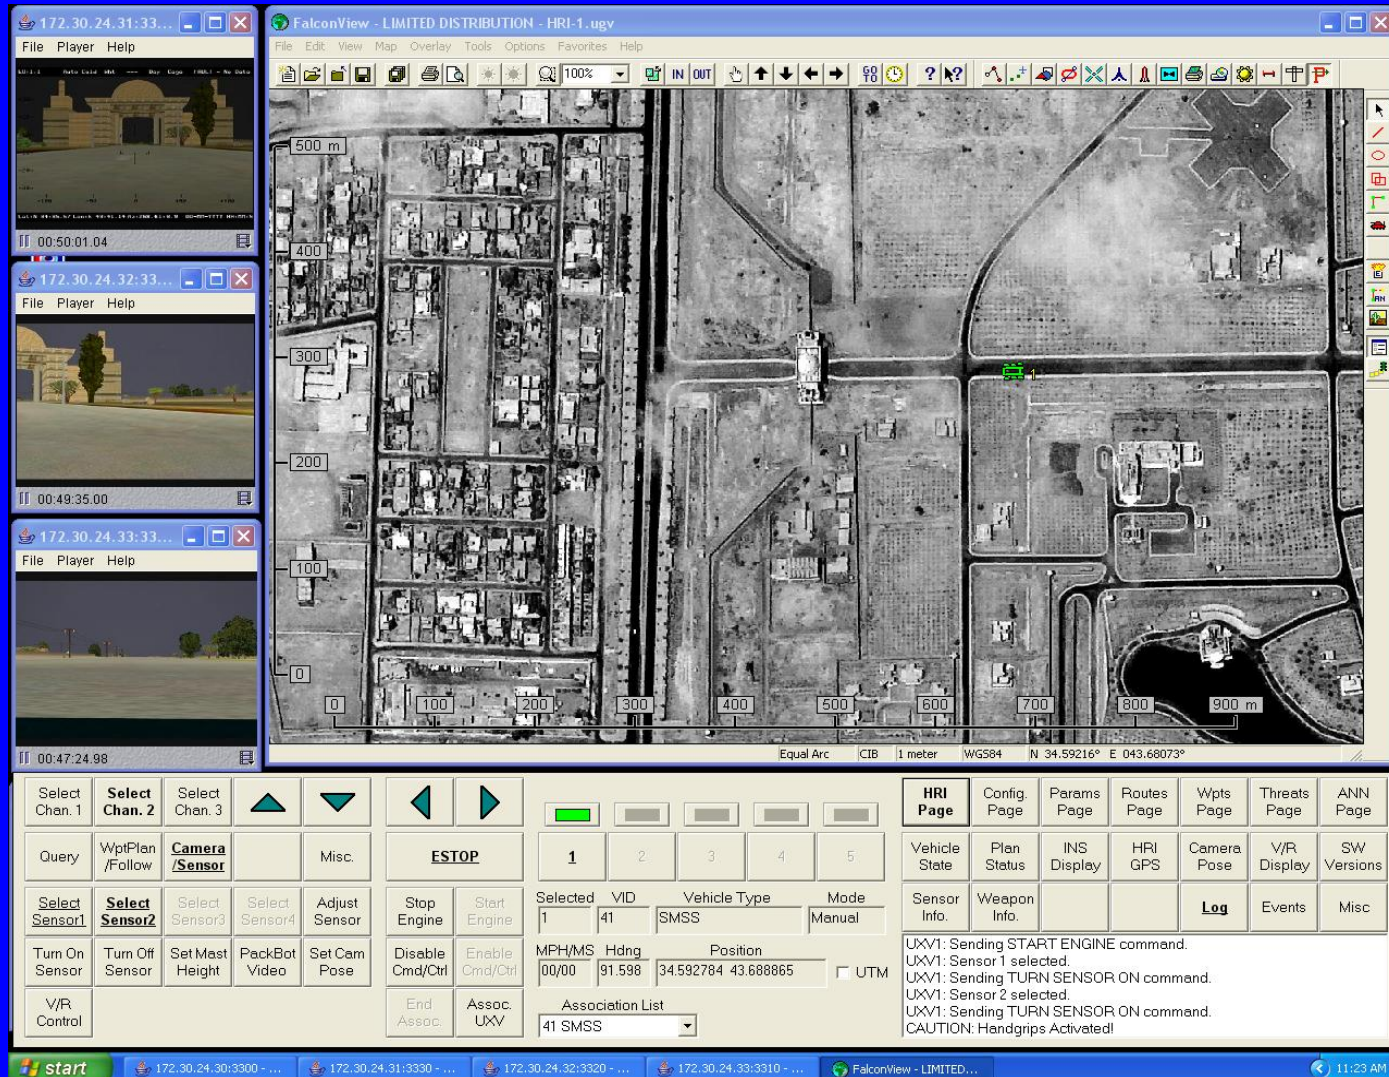 172.30.24.31:33...
File Player Help
00:50:01.04
172.30.24.32:33...
File Player Help
00:49:35.00
172.30.24.33:33...
File Player Help
00:47:24.98
FalconView - LIMITED DISTRIBUTION - HRI-1.ugv
File Edit View Map Overlay Tools Options Favorites Help
100% IN OUT GO TO ? ?
500 m
400
300
200
100
0
0 100 200 300 400 500 600 700 800 900 m
1
Equal Arc CIB 1 meter WGS84 N 34.59216° E 043.68073°
Select Chan. 1
Select Chan. 2
Select Chan. 3
Query
WptPlan /Follow
Camera /Sensor
Misc.
ESTOP
Select Sensor1
Select Sensor2
Select Sensor3
Select Sensor4
Adjust Sensor
Stop Engine
Start Engine
Turn On Sensor
Turn Off Sensor
Set Mast Height
PackBot Video
Set Cam Pose
Disable Cmd/Ctrl
Enable Cmd/Ctrl
V/R Control
End Assoc.
Assoc. UXV
1 2 3 4 5
Selected VID Vehicle Type Mode
1 41 SMSS Manual
MPH/MS Hdng Position
00/00 91.598 34.592784 43.688865 UTM
Association List
41 SMSS
HRI Page
Config. Page
Params Page
Routes Page
Wpts Page
Threats Page
ANN Page
Vehicle State
Plan Status
INS Display
HRI GPS
Camera Pose
V/R Display
SW Versions
Sensor Info.
Weapon Info.
Log
Events
Misc
UXV1: Sending START ENGINE command.
UXV1: Sensor 1 selected.
UXV1: Sending TURN SENSOR ON command.
UXV1: Sensor 2 selected.
UXV1: Sending TURN SENSOR ON command.
CAUTION: Handgrips Activated!
start
172.30.24.30:3300 - ...
172.30.24.31:3330 - ...
172.30.24.32:3320 - ...
172.30.24.33:3310 - ...
FalconView - LIMITED...
11:23 AM